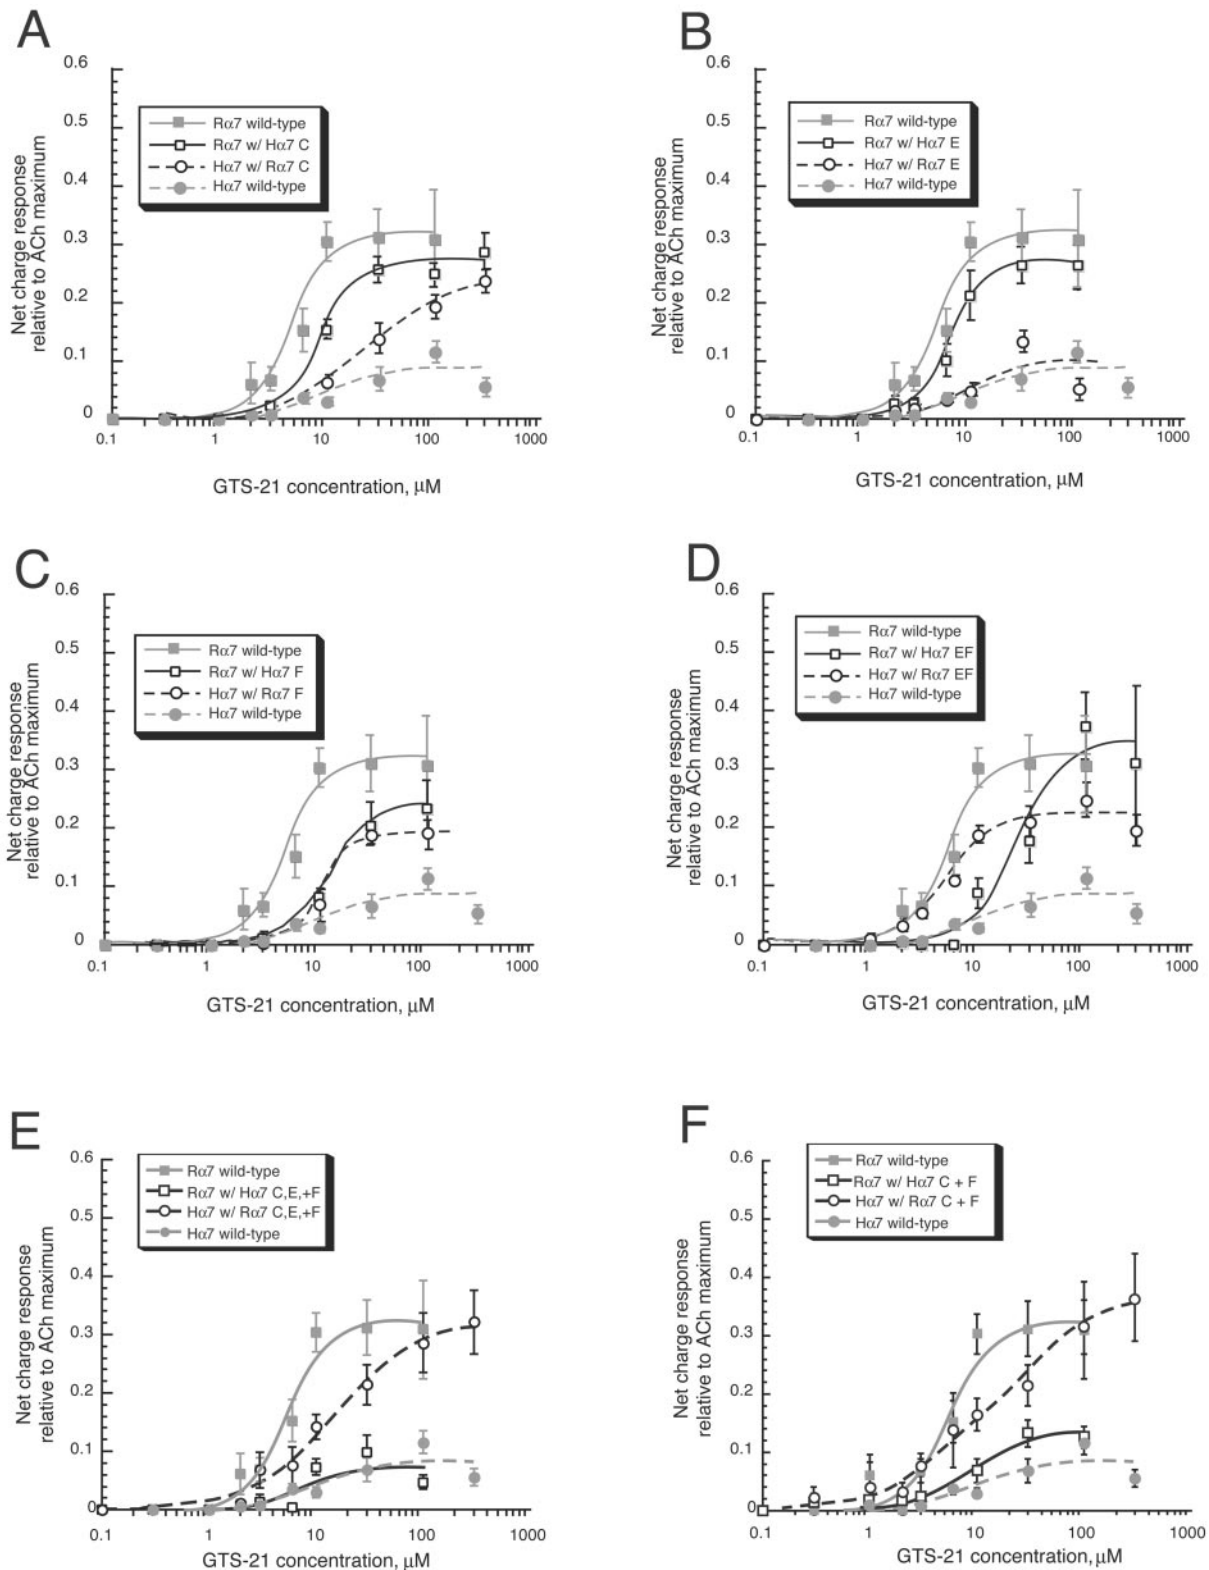 A
0.6
0.5
0.4
0.3
0.2
0.1
0
Net charge response
relative to ACh maximum
Rα7 wild-type
Rα7 w/ Hα7 C
Hα7 w/ Rα7 C
Hα7 wild-type
0.1 1 10 100 1000
GTS-21 concentration, μM
B
0.6
0.5
0.4
0.3
0.2
0.1
0
Net charge response
relative to ACh maximum
Rα7 wild-type
Rα7 w/ Hα7 E
Hα7 w/ Rα7 E
Hα7 wild-type
0.1 1 10 100 1000
GTS-21 concentration, μM
C
0.6
0.5
0.4
0.3
0.2
0.1
0
Net charge response
relative to ACh maximum
Rα7 wild-type
Rα7 w/ Hα7 F
Hα7 w/ Rα7 F
Hα7 wild-type
0.1 1 10 100 1000
GTS-21 concentration, μM
D
0.6
0.5
0.4
0.3
0.2
0.1
0
Net charge response
relative to ACh maximum
Rα7 wild-type
Rα7 w/ Hα7 EF
Hα7 w/ Rα7 EF
Hα7 wild-type
0.1 1 10 100 1000
GTS-21 concentration, μM
E
0.6
0.5
0.4
0.3
0.2
0.1
0
Net charge response
relative to ACh maximum
Rα7 wild-type
Rα7 w/ Hα7 C,E,+F
Hα7 w/ Rα7 C,E,+F
Hα7 wild-type
0.1 1 10 100 1000
GTS-21 concentration, μM
F
0.6
0.5
0.4
0.3
0.2
0.1
0
Net charge response
relative to ACh maximum
Rα7 wild-type
Rα7 w/ Hα7 C + F
Hα7 w/ Rα7 C + F
Hα7 wild-type
0.1 1 10 100 1000
GTS-21 concentration, μM